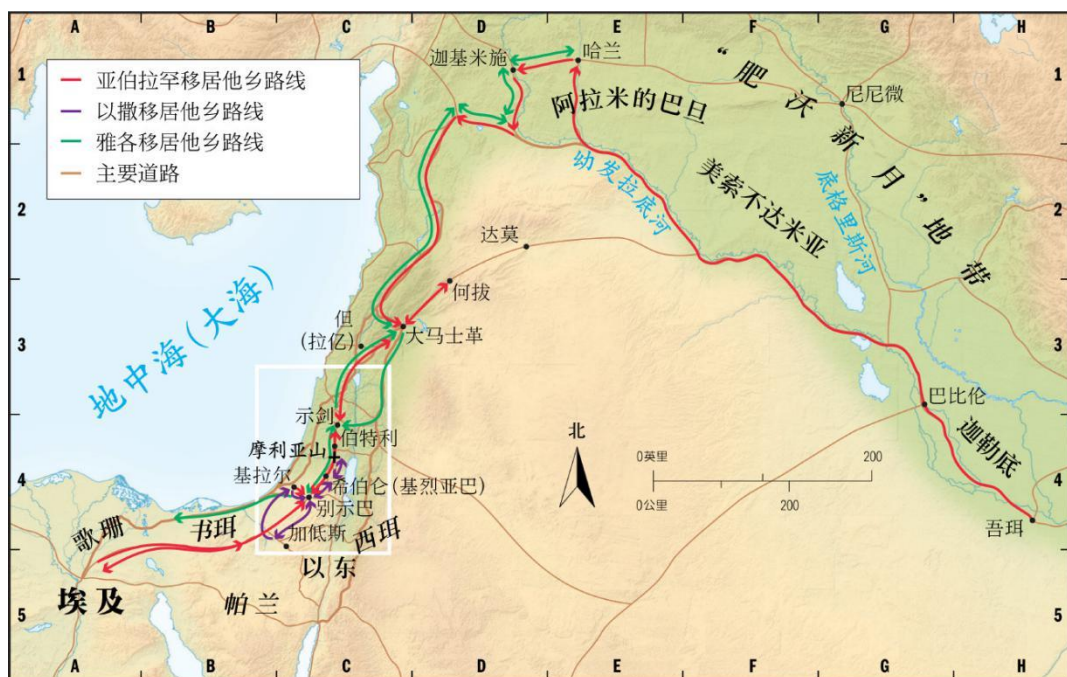 A B C D E F G H
亚伯拉罕移居他乡路线
以撒移居他乡路线
雅各移居他乡路线
主要道路
1 1
迦基米施
哈兰
阿拉米的巴旦
“肥沃新月”地带
尼尼微
幼发拉底河
美索不达米亚
底格里斯河
2 2
达莫
何拔
大马士革
但
(拉亿)
地中海(大海)
3 3
示剑
伯特利
摩利亚山
基拉尔
希伯仑(基烈亚巴)
别示巴
加低斯
北
0英里 200
0公里 200
巴比伦
迦勒底
吾珥
4 4
歌珊
书珥
西珥
以东
埃及
帕兰
5 5
A B C D E F G H